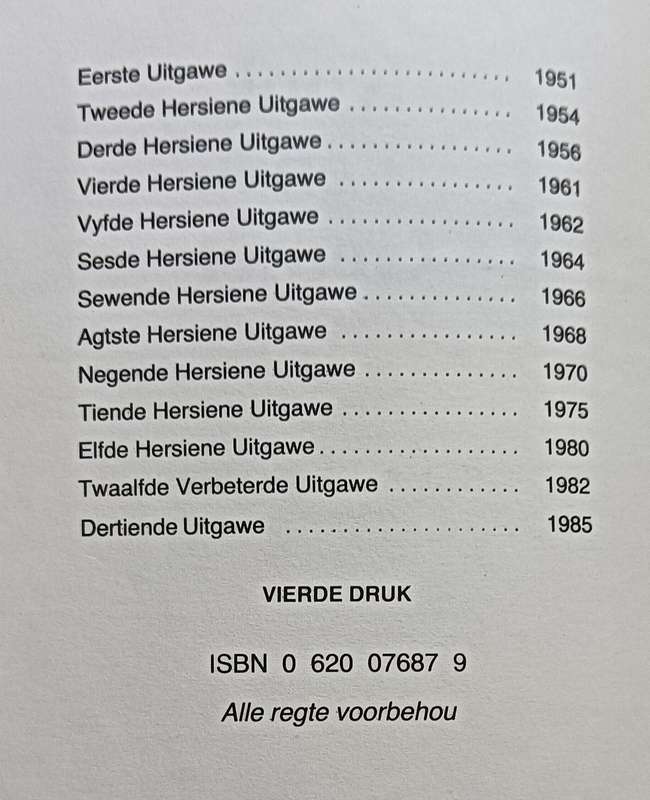 Eerste Uitgawe ......................... 1951
Tweede Hersiene Uitgawe ............... 1954
Derde Hersiene Uitgawe ................. 1956
Vierde Hersiene Uitgawe ................ 1961
Vyfde Hersiene Uitgawe ................. 1962
Sesde Hersiene Uitgawe ................ 1964
Sewende Hersiene Uitgawe .............. 1966
Agtste Hersiene Uitgawe ................ 1968
Negende Hersiene Uitgawe .............. 1970
Tiende Hersiene Uitgawe ................ 1975
Elfde Hersiene Uitgawe ................... 1980
Twaalfde Verbeterde Uitgawe ............ 1982
Dertiende Uitgawe ...................... 1985
VIERDE DRUK
ISBN 0 620 07687 9
Alle regte voorbehou